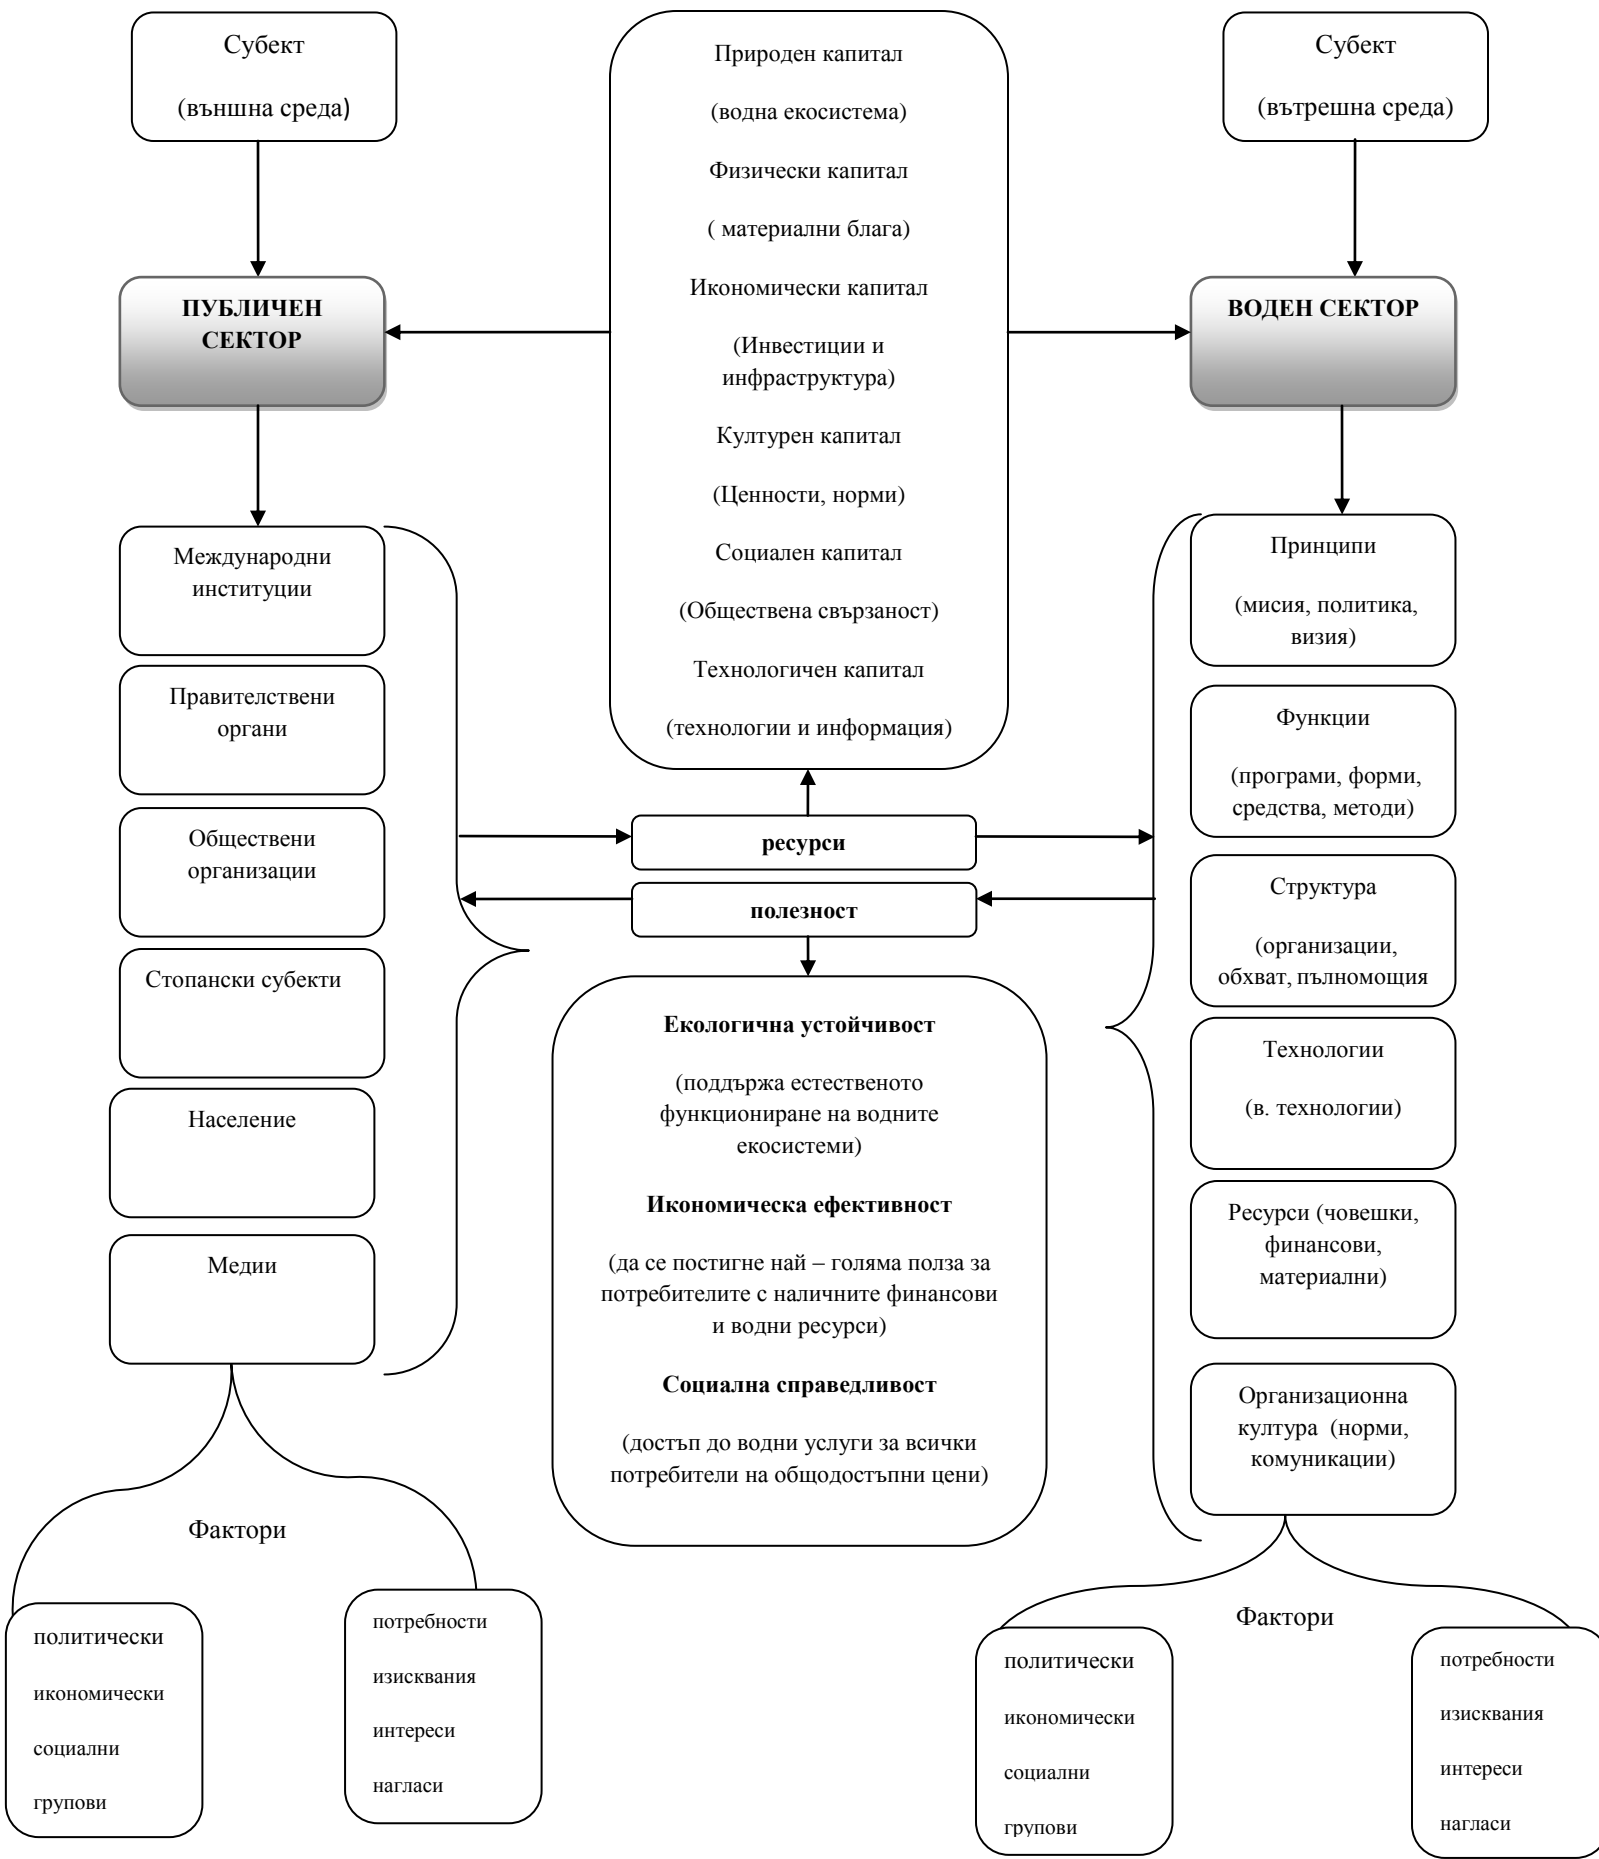 Субект
(външна среда)
ПУБЛИЧЕН
СЕКТОР
Международни
институции
Правителствени
органи
Обществени
организации
Стопански субекти
Население
Медии
Фактори
политически
икономически
социални
групови
потребности
изисквания
интереси
нагласи
Природен капитал
(водна екосистема)
Физически капитал
( материални блага)
Икономически капитал
(Инвестиции и
инфраструктура)
Културен капитал
(Ценности, норми)
Социален капитал
(Обществена свързаност)
Технологичен капитал
(технологии и информация)
ресурси
полезност
Екологична устойчивост
(поддържа естественото
функциониране на водните
екосистеми)
Икономическа ефективност
(да се постигне най – голяма полза за
потребителите с наличните финансови
и водни ресурси)
Социална справедливост
(достъп до водни услуги за всички
потребители на общодостъпни цени)
Субект
(вътрешна среда)
ВОДЕН СЕКТОР
Принципи
(мисия, политика,
визия)
Функции
(програми, форми,
средства, методи)
Структура
(организации,
обхват, пълномощия
Технологии
(в. технологии)
Ресурси (човешки,
финансови,
материални)
Организационна
култура (норми,
комуникации)
Фактори
политически
икономически
социални
групови
потребности
изисквания
интереси
нагласи